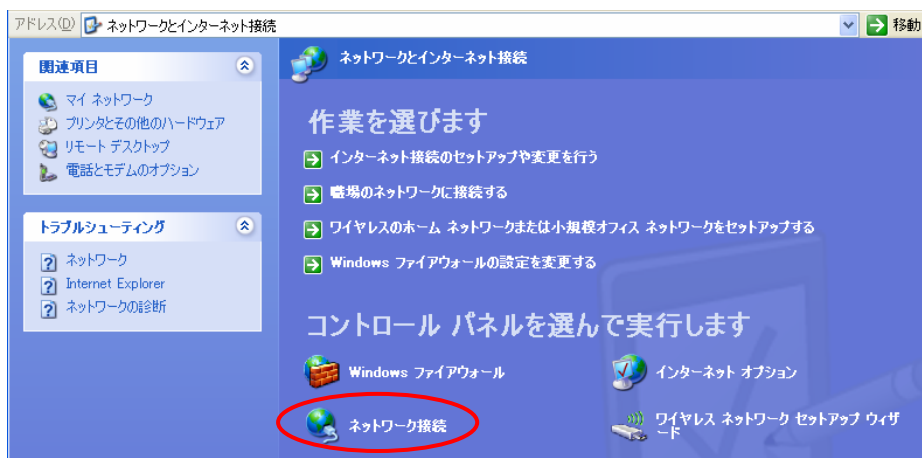 アドレス(D) ネットワークとインターネット接続 移動
関連項目
マイ ネットワーク
プリンタとその他のハードウェア
リモート デスクトップ
電話とモデムのオプション
トラブルシューティング
ネットワーク
Internet Explorer
ネットワークの診断
ネットワークとインターネット接続
作業を選びます
インターネット接続のセットアップや変更を行う
職場のネットワークに接続する
ワイヤレスのホーム ネットワークまたは小規模オフィス ネットワークをセットアップする
Windows ファイアウォールの設定を変更する
コントロール パネルを選んで実行します
Windows ファイアウォール
インターネット オプション
ネットワーク接続
ワイヤレス ネットワーク セットアップ ウィザ
ード